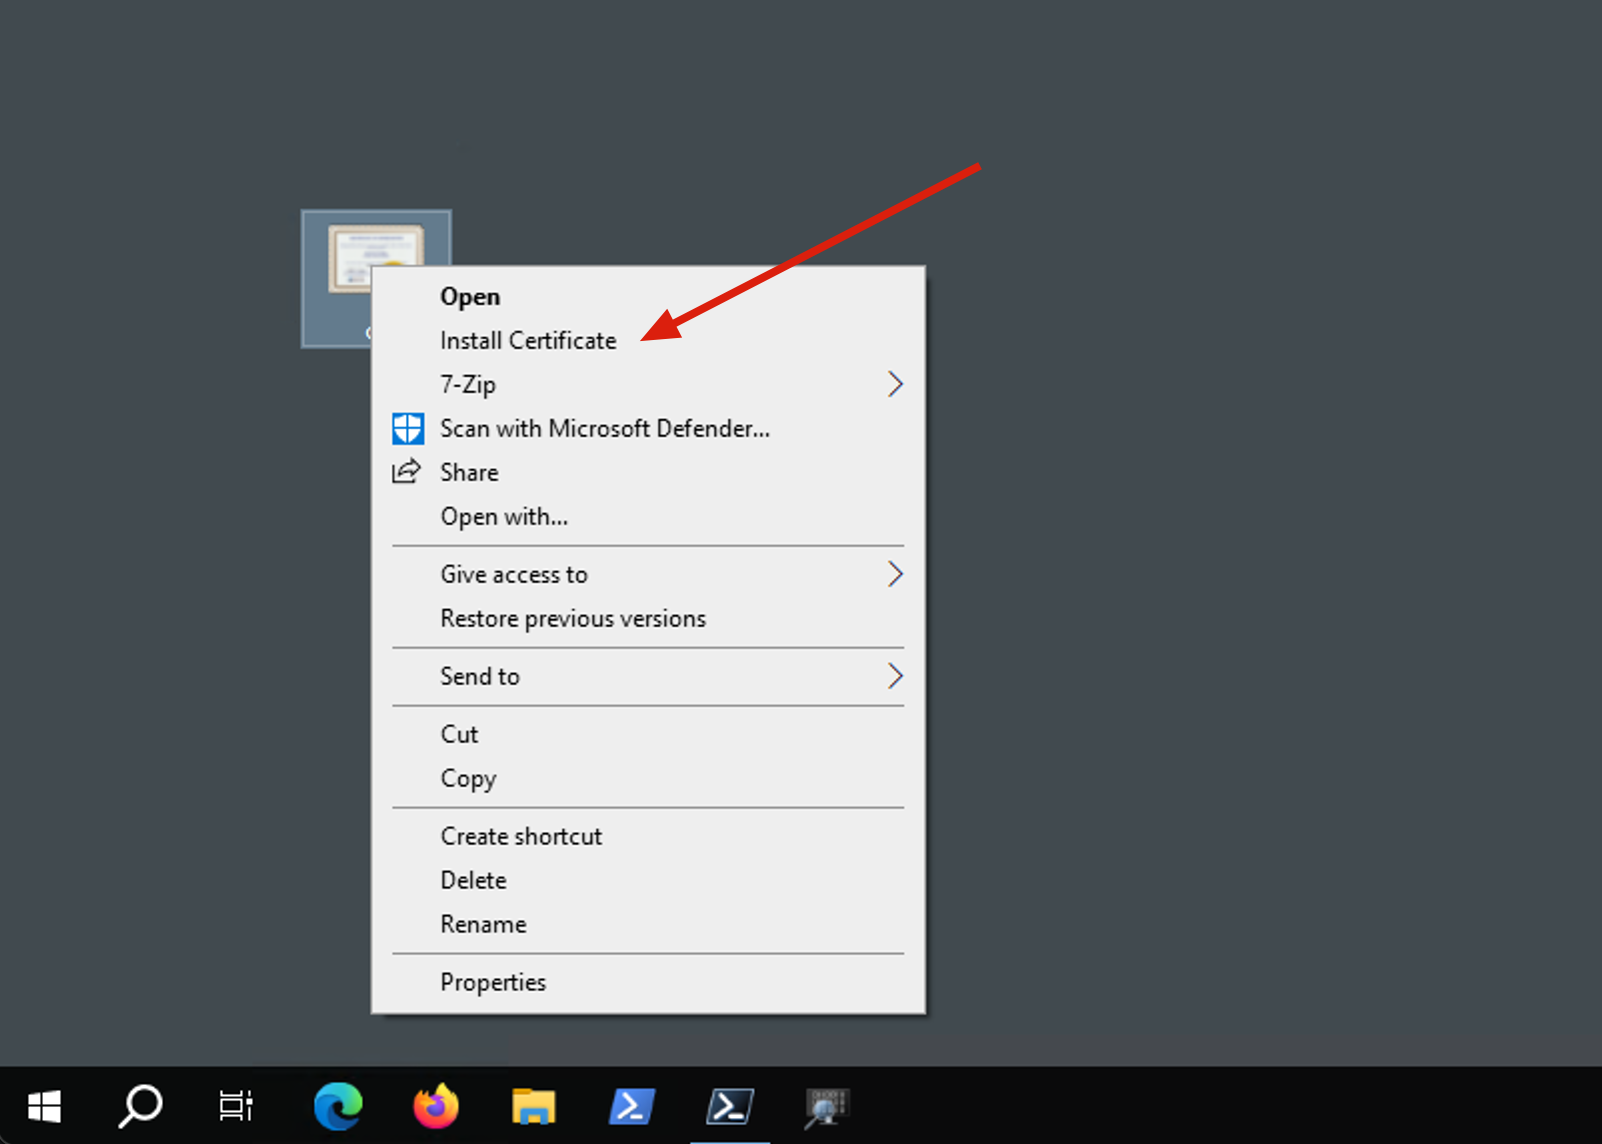 Open
Install Certificate
7-Zip
Scan with Microsoft Defender...
Share
Open with...
Give access to
Restore previous versions
Send to
Cut
Copy
Create shortcut
Delete
Rename
Properties